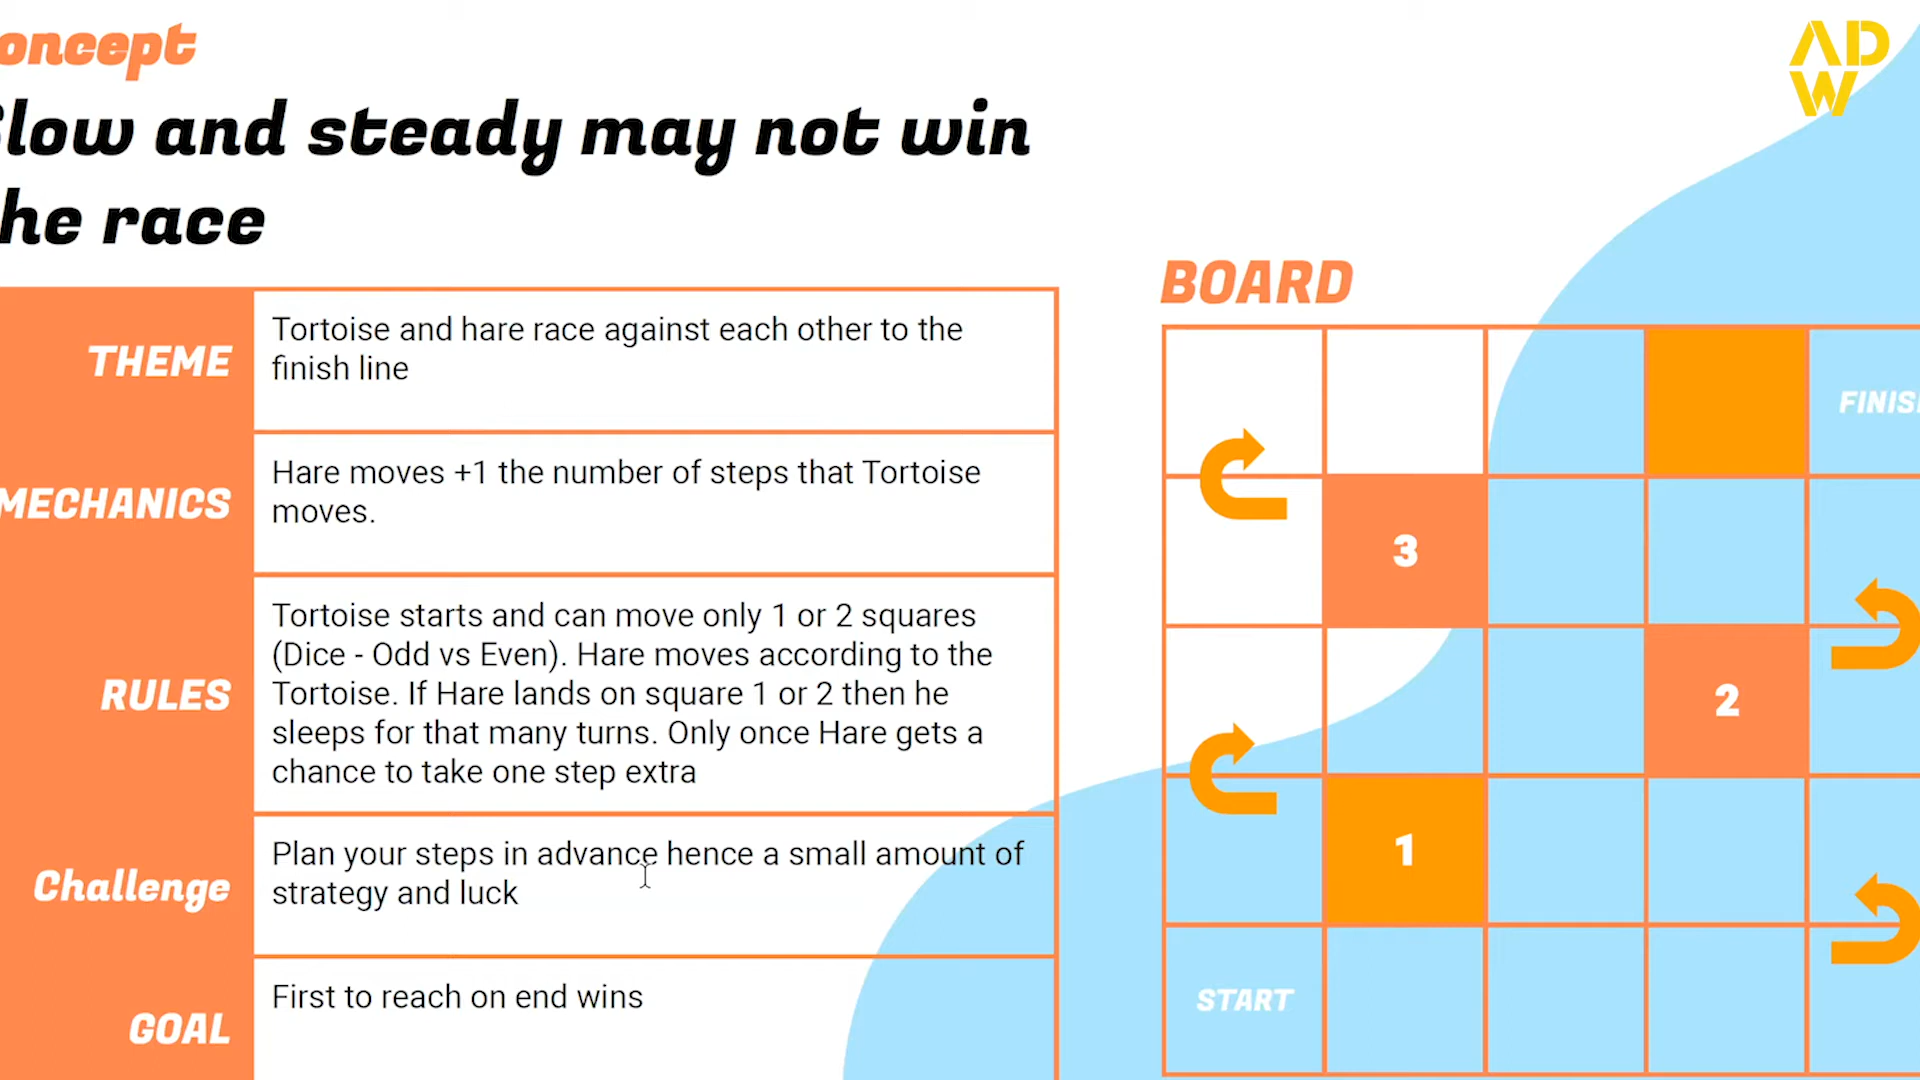 oncept
low and steady may not win
he race
THEME
Tortoise and hare race against each other to the
finish line
MECHANICS
Hare moves +1 the number of steps that Tortoise
moves.
RULES
Tortoise starts and can move only 1 or 2 squares
(Dice - Odd vs Even). Hare moves according to the
Tortoise. If Hare lands on square 1 or 2 then he
sleeps for that many turns. Only once Hare gets a
chance to take one step extra
Challenge
Plan your steps in advance hence a small amount of
strategy and luck
GOAL
First to reach on end wins
BOARD
FINIS
3
2
1
START
AD
W